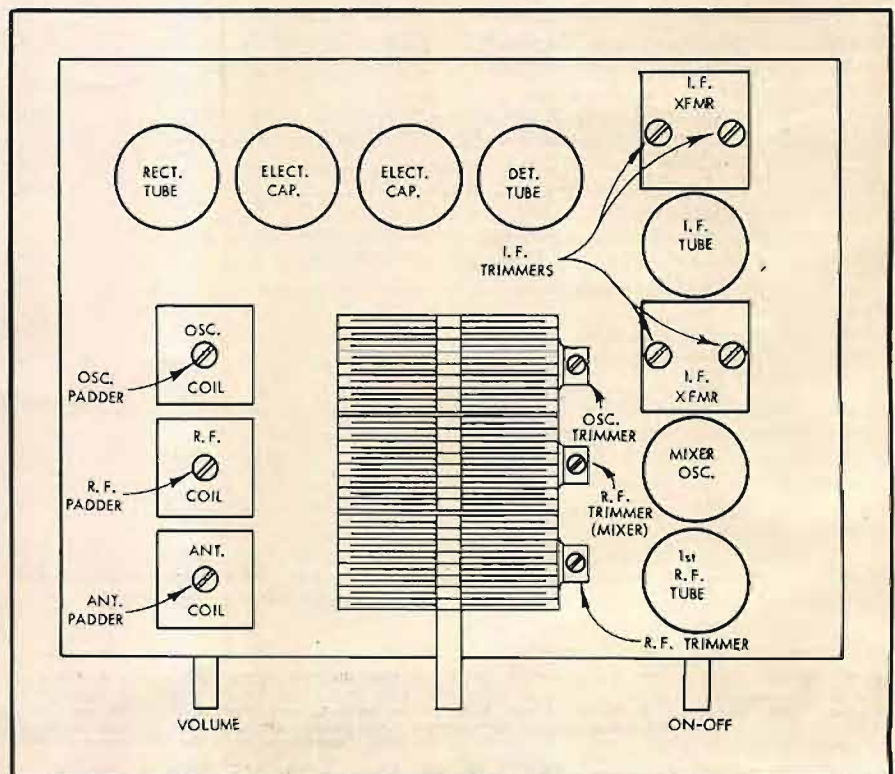 I. F.
XFMR
RECT.
TUBE
ELECT.
CAP.
ELECT.
CAP.
DET.
TUBE
I. F.
TUBE
I. F.
TRIMMERS
OSC.
COIL
OSC.
PADDER
I. F.
XFMR
OSC.
TRIMMER
R. F.
COIL
R. F.
PADDER
MIXER
OSC.
R. F.
TRIMMER
(MIXER)
ANT.
COIL
ANT.
PADDER
1st
R. F.
TUBE
R. F. TRIMMER
VOLUME
ON-OFF